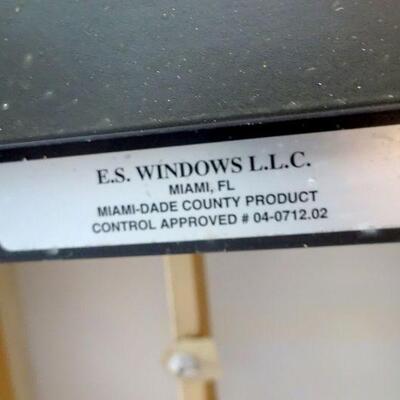 E.S. WINDOWS L.L.C.
MIAMI, FL
MIAMI-DADE COUNTY PRODUCT
CONTROL APPROVED # 04-0712.02